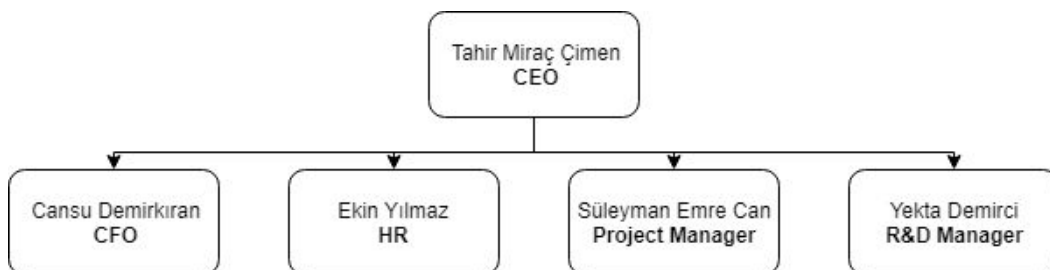 Tahir Miraç Çimen
CEO
Cansu Demirkıran
CFO
Ekin Yılmaz
HR
Süleyman Emre Can
Project Manager
Yekta Demirci
R&D Manager